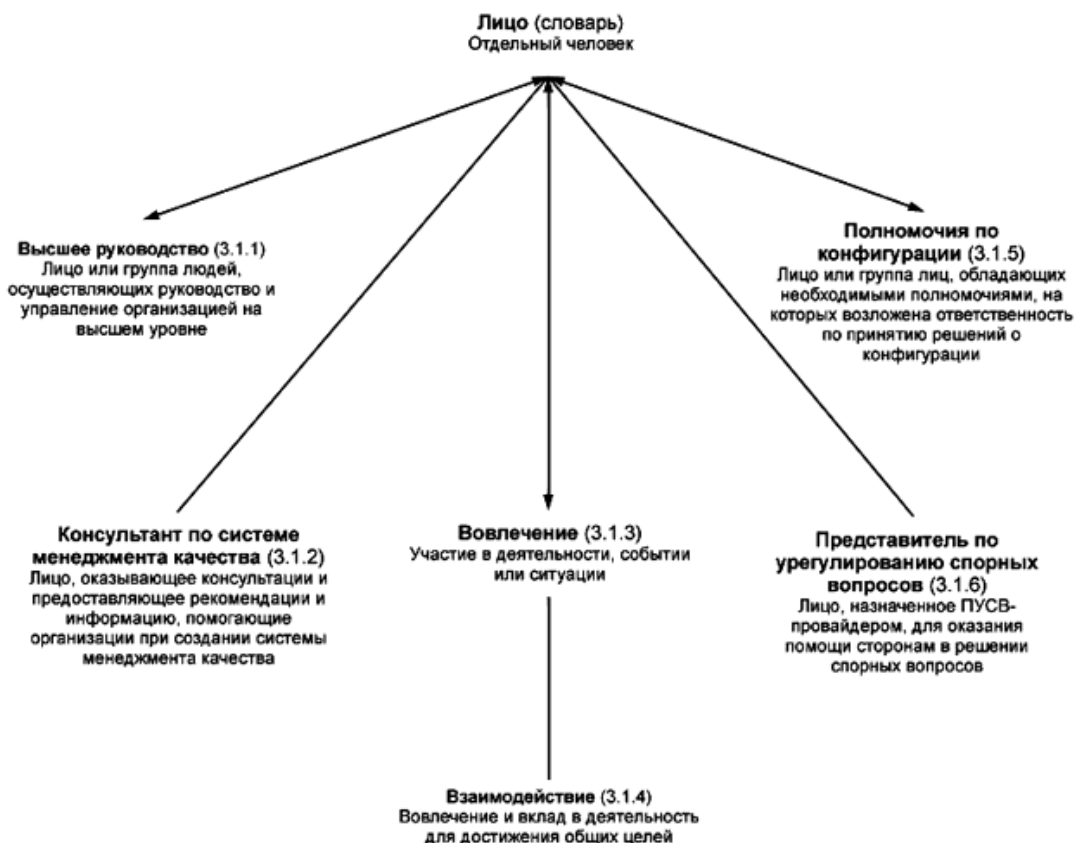 Лицо (словарь)
Отдельный человек
Высшее руководство (3.1.1)
Лицо или группа людей,
осуществляющих руководство и
управление организацией на
высшем уровне
Полномочия по
конфигурации (3.1.5)
Лицо или группа лиц, обладающих
необходимыми полномочиями, на
которых возложена ответственность
по принятию решений о
конфигурации
Консультант по системе
менеджмента качества (3.1.2)
Лицо, оказывающее консультации и
предоставляющее рекомендации и
информацию, помогающие
организации при создании системы
менеджмента качества
Вовлечение (3.1.3)
Участие в деятельности, событии
или ситуации
Представитель по
урегулированию спорных
вопросов (3.1.6)
Лицо, назначенное ПУСВ-
провайдером, для оказания
помощи сторонам в решении
спорных вопросов
Взаимодействие (3.1.4)
Вовлечение и вклад в деятельность
для достижения общих целей